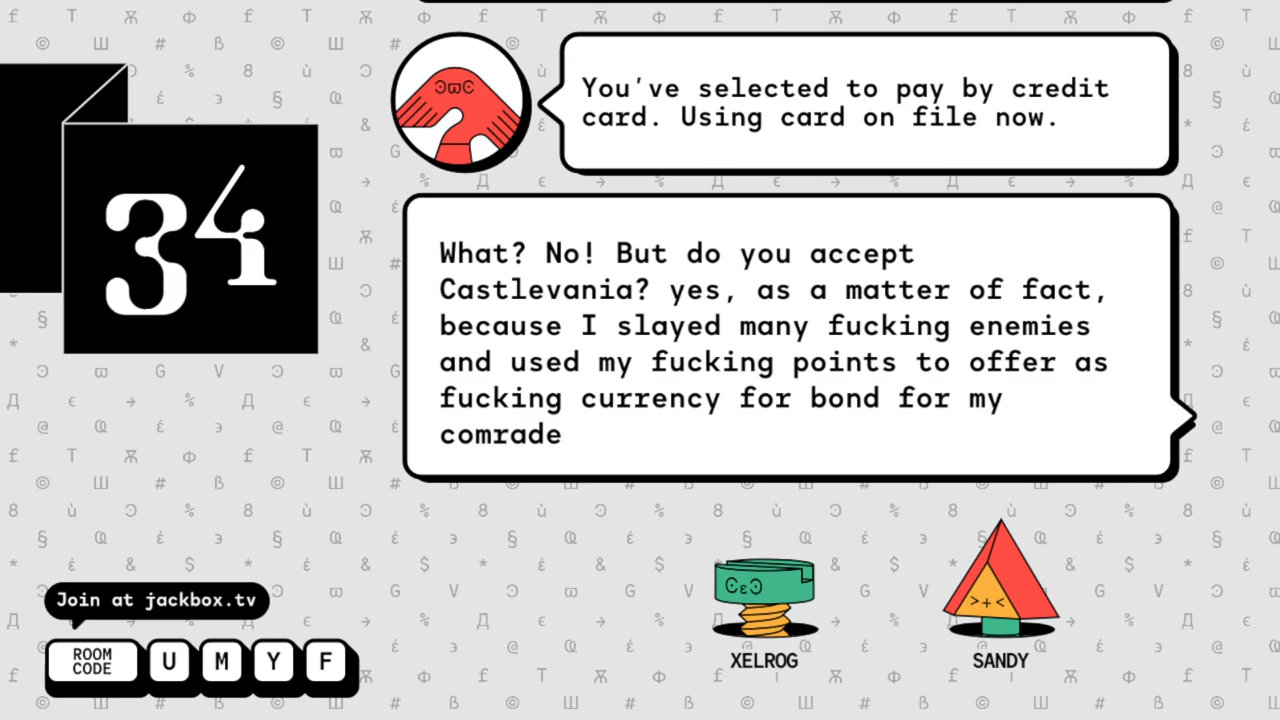 You've selected to pay by credit
card. Using card on file now.
34
What? No! But do you accept
Castlevania? yes, as a matter of fact,
because I slayed many fucking enemies
and used my fucking points to offer as
fucking currency for bond for my
comrade
Join at jackbox.tv
ROOM
CODE
U M Y F
XELROG
SANDY